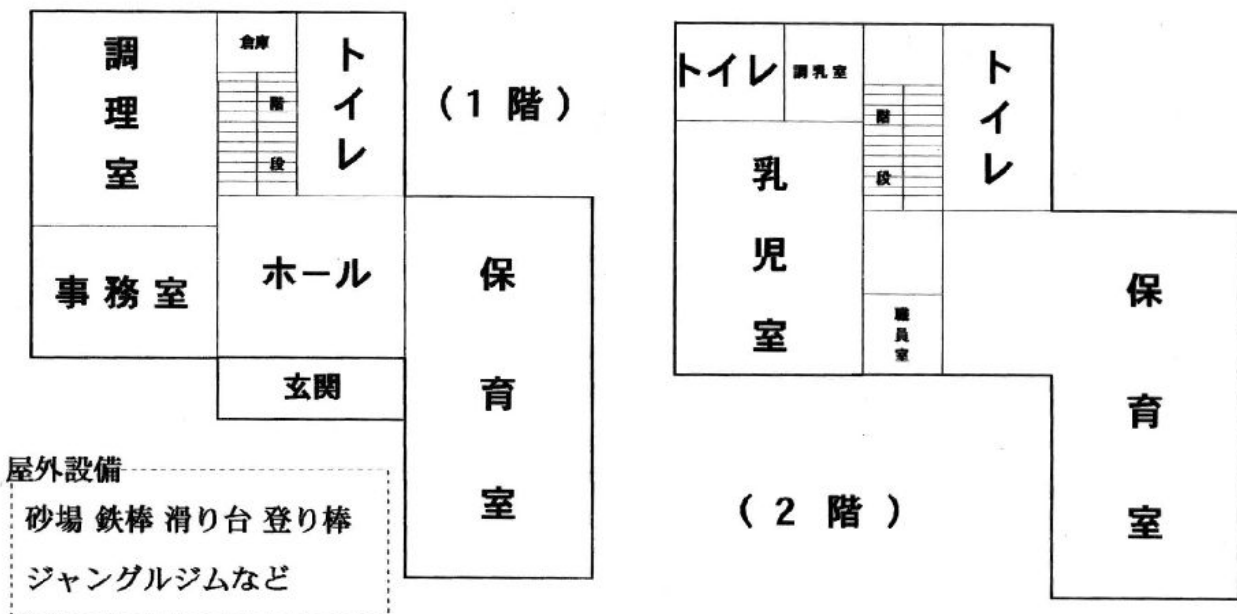 調理室
倉庫
階段
トイレ
(1階)
事務室
ホール
保育室
玄関
屋外設備
砂場 鉄棒 滑り台 登り棒
ジャングルジムなど
トイレ
調乳室
階段
トイレ
乳児室
職員室
保育室
(2階)